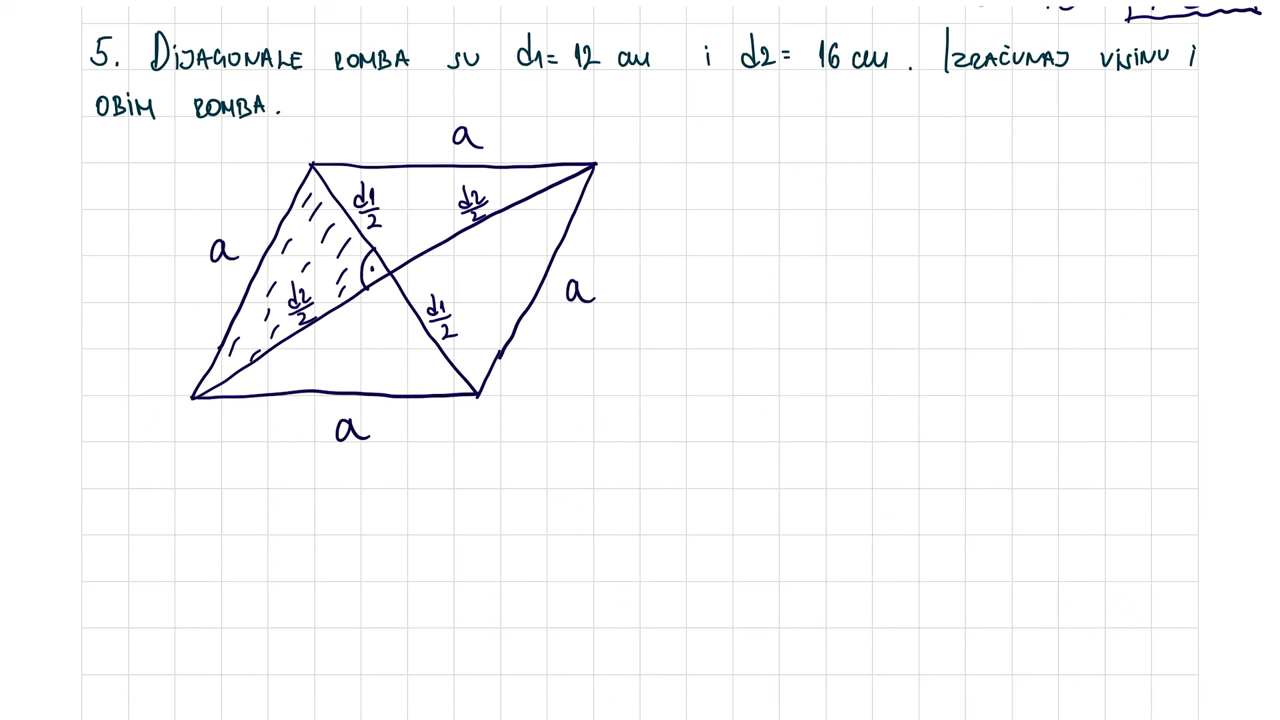 5. DIJAGONALE ROMBA SU d1 = 12 cm i d2 = 16 cm. IZRAČUNAJ VISINU I
OBIM ROMBA.
a
d1/2
d2/2
a
d2/2
d1/2
a
a